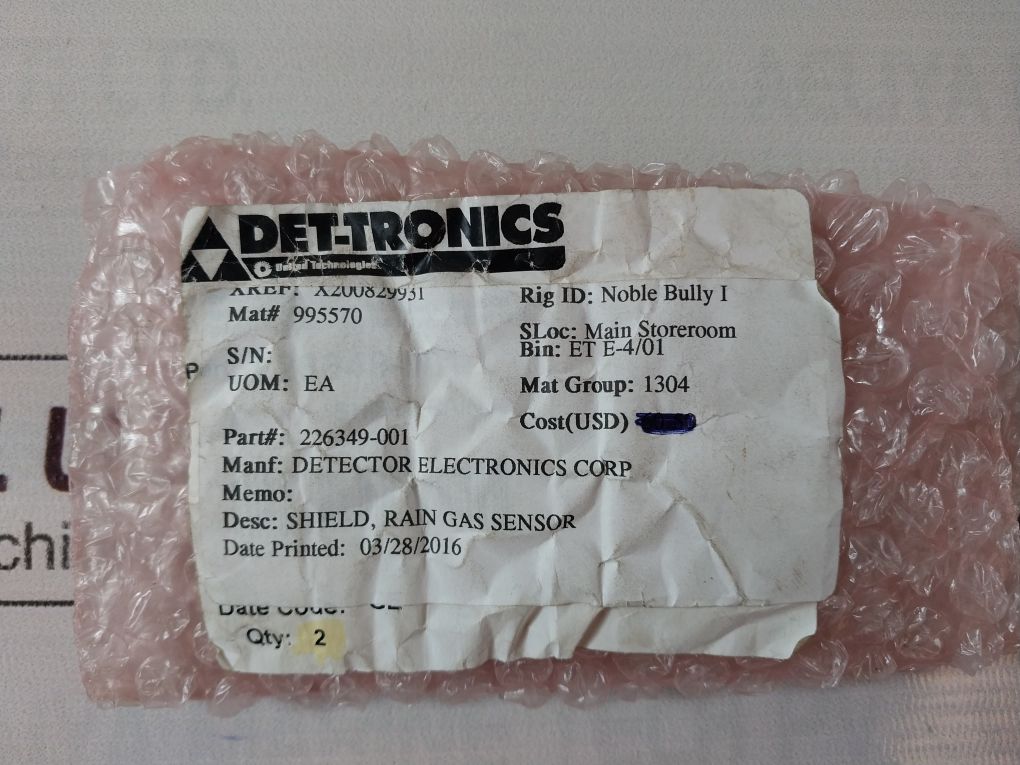 DET-TRONICS
United Technologies
XREF: X200829931
Mat# 995570
S/N:
UOM: EA
Rig ID: Noble Bully I
SLoc: Main Storeroom
Bin: ET E-4/01
Mat Group: 1304
Cost(USD)
Part#: 226349-001
Manf: DETECTOR ELECTRONICS CORP
Memo:
Desc: SHIELD, RAIN GAS SENSOR
Date Printed: 03/28/2016
Date Code:
Qty: 2